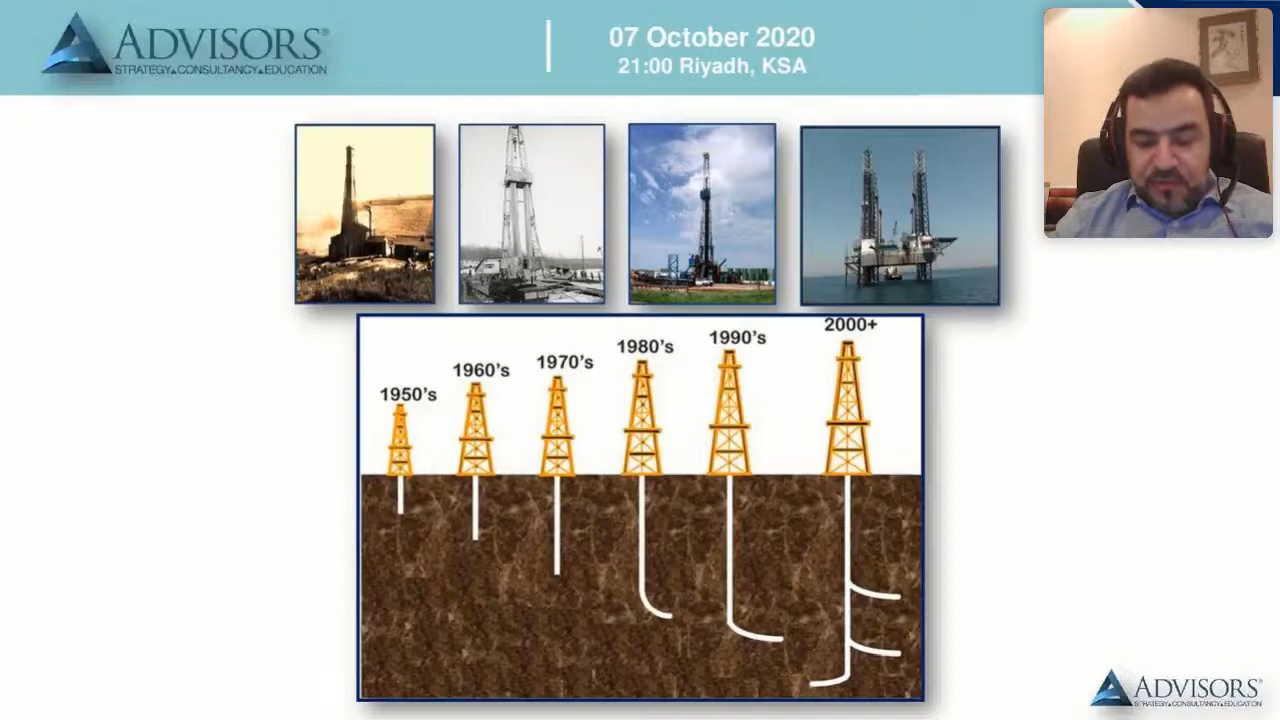 ADVISORS®
STRATEGY▲CONSULTANCY▲EDUCATION
07 October 2020
21:00 Riyadh, KSA
1950's
1960's
1970's
1980's
1990's
2000+
ADVISORS®
STRATEGY▲CONSULTANCY▲EDUCATION